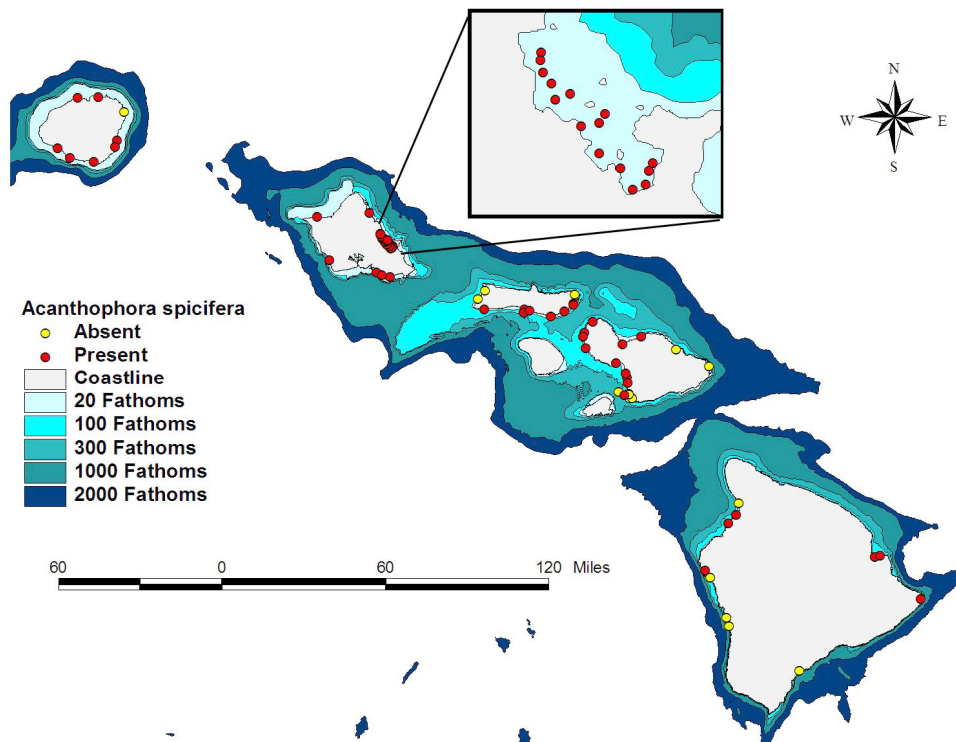 N
W E
S
Acanthophora spicifera
Absent
Present
Coastline
20 Fathoms
100 Fathoms
300 Fathoms
1000 Fathoms
2000 Fathoms
60 0 60 120 Miles